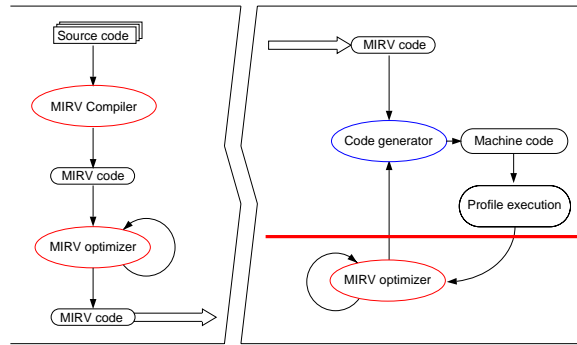 Source code
MIRV Compiler
MIRV code
MIRV optimizer
MIRV code
MIRV code
Code generator
Machine code
Profile execution
MIRV optimizer